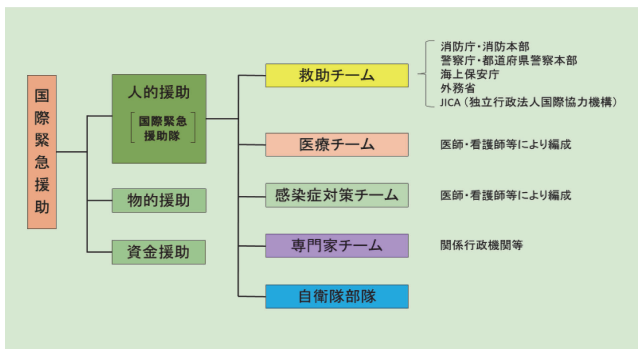 国際緊急援助
人的援助
国際緊急
援助隊
物的援助
資金援助
救助チーム
消防庁・消防本部
警察庁・都道府県警察本部
海上保安庁
外務省
JICA(独立行政法人国際協力機構)
医療チーム
医師・看護師等により編成
感染症対策チーム
医師・看護師等により編成
専門家チーム
関係行政機関等
自衛隊部隊